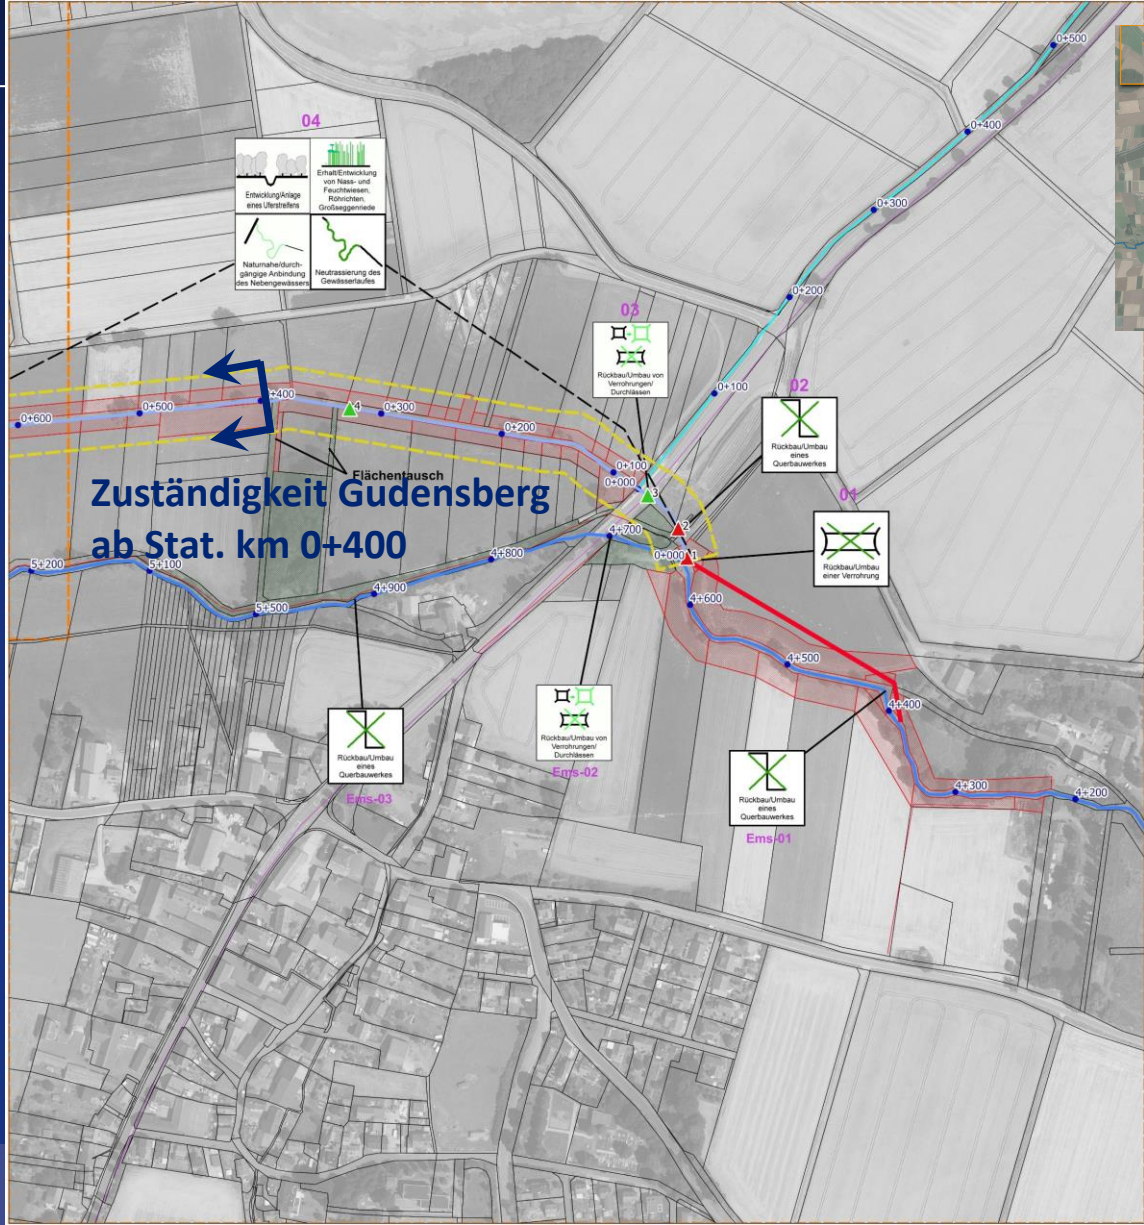 0+500
04
0+400
Entwicklung/Anlage
eines Uferstreifens
Erhalt/Entwicklung
von Nass- und
Feuchtwiesen,
Röhrichten,
Großseggenriede
0+300
Naturnahe/durch-
gängige Anbindung
des Nebengewässers
Neutrassierung des
Gewässerlaufes
0+200
03
Rückbau/Umbau von
Verrohrungen/
Durchlässen
0+100
02
Rückbau/Umbau
eines
Querbauwerkes
0+600
0+500
+400
4
0+300
0+200
0+100
0+000
3
Flächentausch
Zuständigkeit Gudensberg
ab Stat. km 0+400
01
Rückbau/Umbau
einer Verrohrung
2
4+700
0+000
1
4+800
5+200
5+100
4+900
5+500
4+600
4+500
4+400
4+300
4+200
Rückbau/Umbau
eines
Querbauwerkes
Ems-03
Rückbau/Umbau von
Verrohrungen/
Durchlässen
Ems-02
Rückbau/Umbau
eines
Querbauwerkes
Ems-01